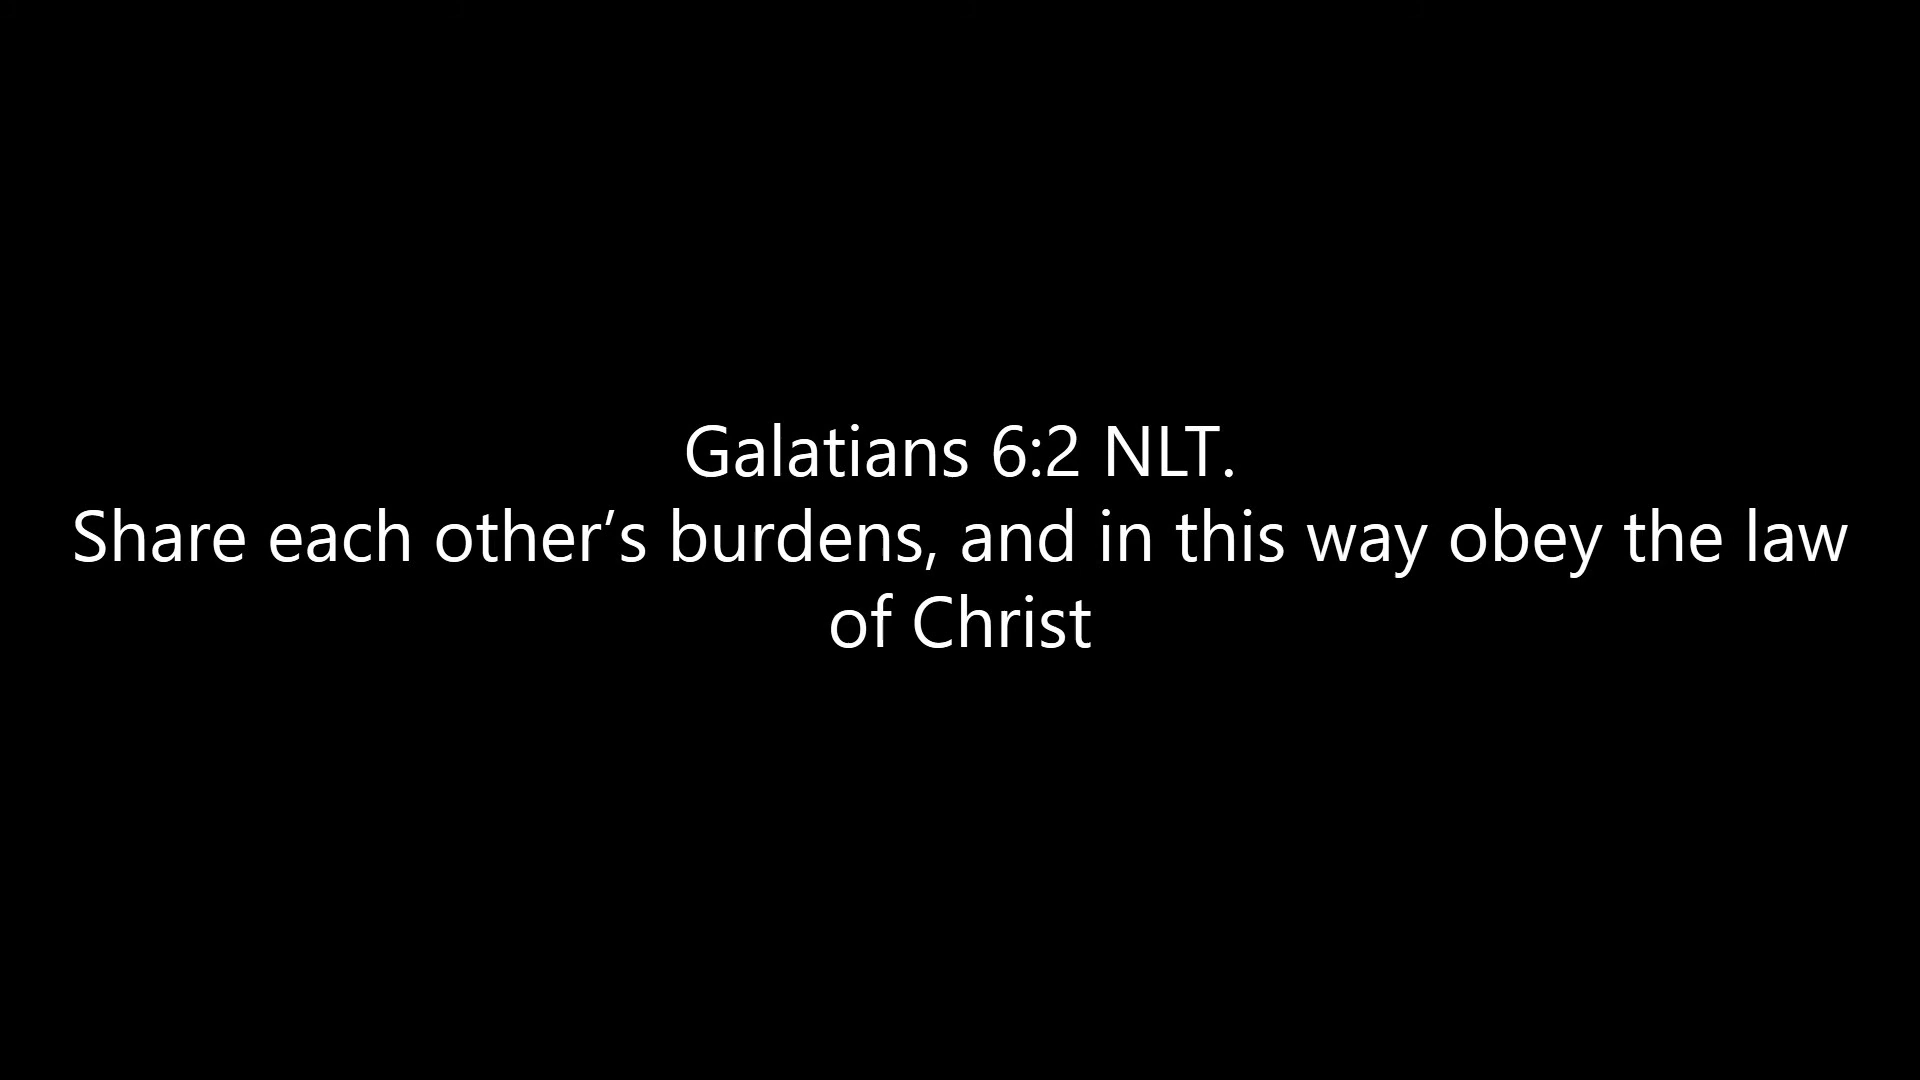 Galatians 6:2 NLT.
Share each other‘s burdens, and in this way obey the law
of Christ